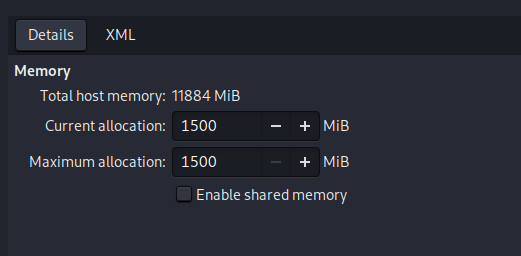 Details XML
Memory
Total host memory: 11884 MiB
Current allocation: 1500 − + MiB
Maximum allocation: 1500 − + MiB
Enable shared memory